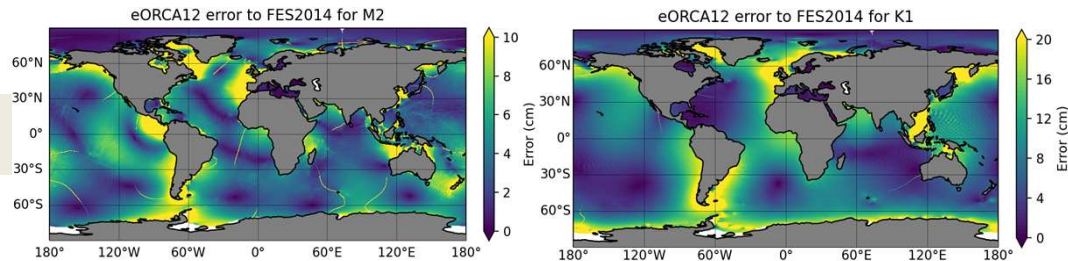 eORCA12 error to FES2014 for M2
60°N
30°N
0°
30°S
60°S
180°W 120°W 60°W 0° 60°E 120°E 180°E
10
8
6
4
2
0
Error (cm)
eORCA12 error to FES2014 for K1
60°N
30°N
0°
30°S
60°S
180°W 120°W 60°W 0° 60°E 120°E 180°E
20
16
12
8
4
0
Error (cm)